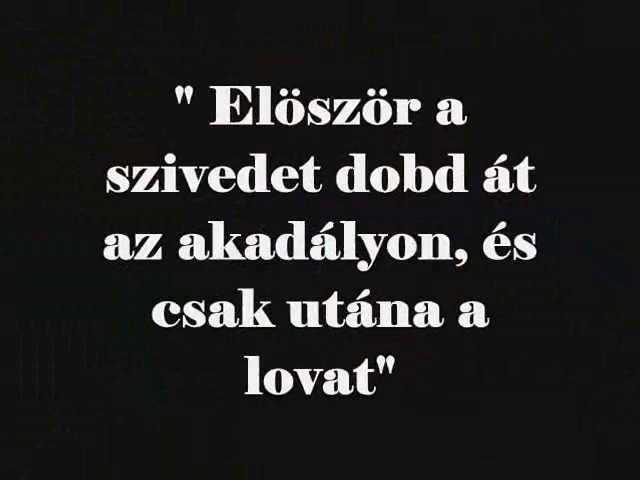 " Elöször a
szivedet dobd át
az akadályon, és
csak utána a
lovat"